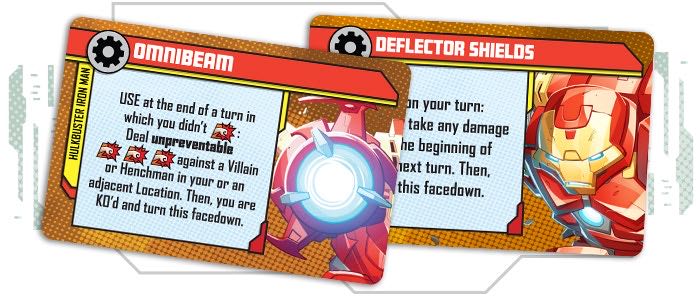 OMNIBEAM
HULKBUSTER IRON MAN
USE at the end of a turn in
which you didn't :
Deal unpreventable
against a Villain
or Henchman in your or an
adjacent Location. Then, you are
KO'd and turn this facedown.
DEFLECTOR SHIELDS
on your turn:
take any damage
he beginning of
next turn. Then,
this facedown.